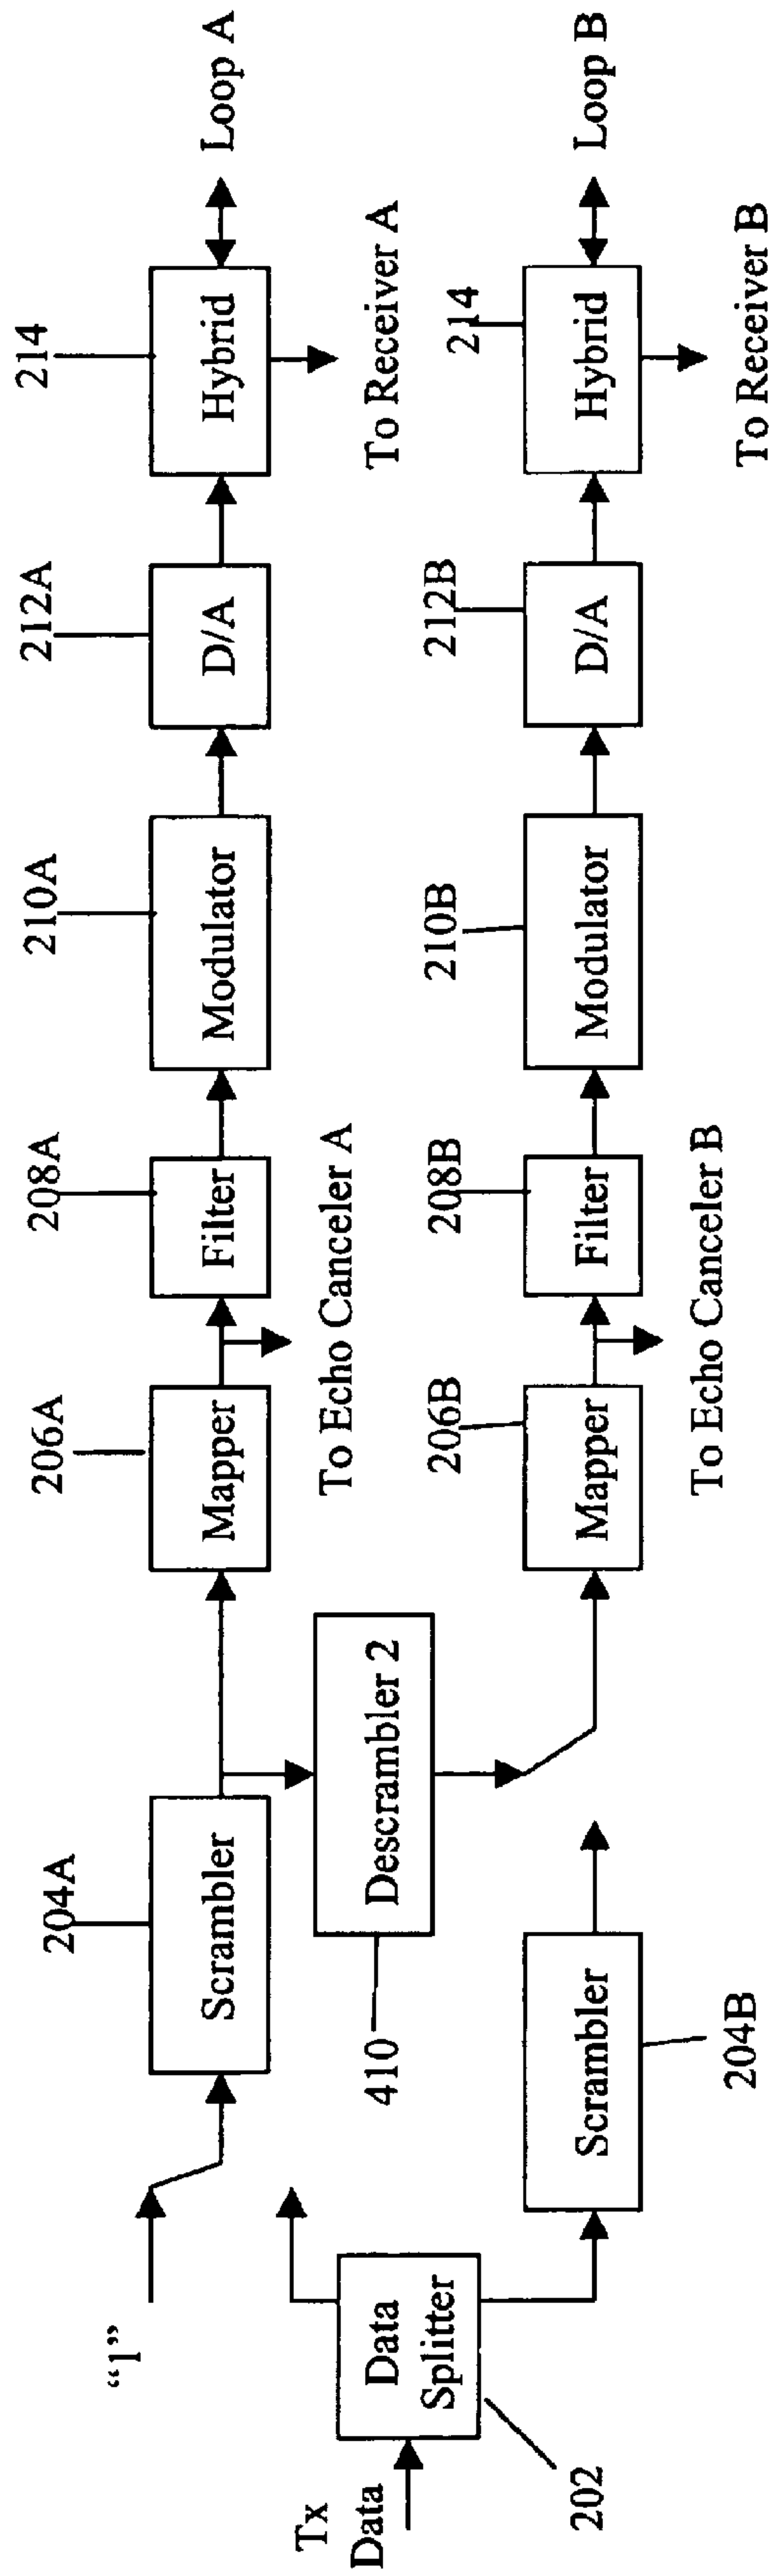 Tx
Data
Data
Splitter
202
“1”
Scrambler
204A
Scrambler
204B
Descrambler 2
410
Mapper
206A
To Echo Canceler A
Mapper
206B
To Echo Canceler B
Filter
208A
Filter
208B
Modulator
210A
Modulator
210B
D/A
212A
D/A
212B
Hybrid
214
To Receiver A
Loop A
Hybrid
214
To Receiver B
Loop B